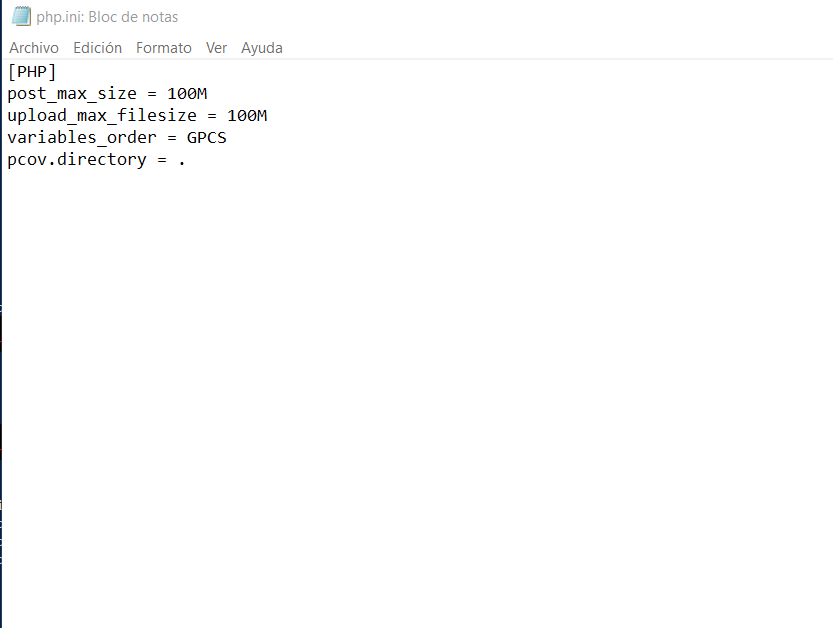 php.ini: Bloc de notas
Archivo Edición Formato Ver Ayuda
[PHP]
post_max_size = 100M
upload_max_filesize = 100M
variables_order = GPCS
pcov.directory = .